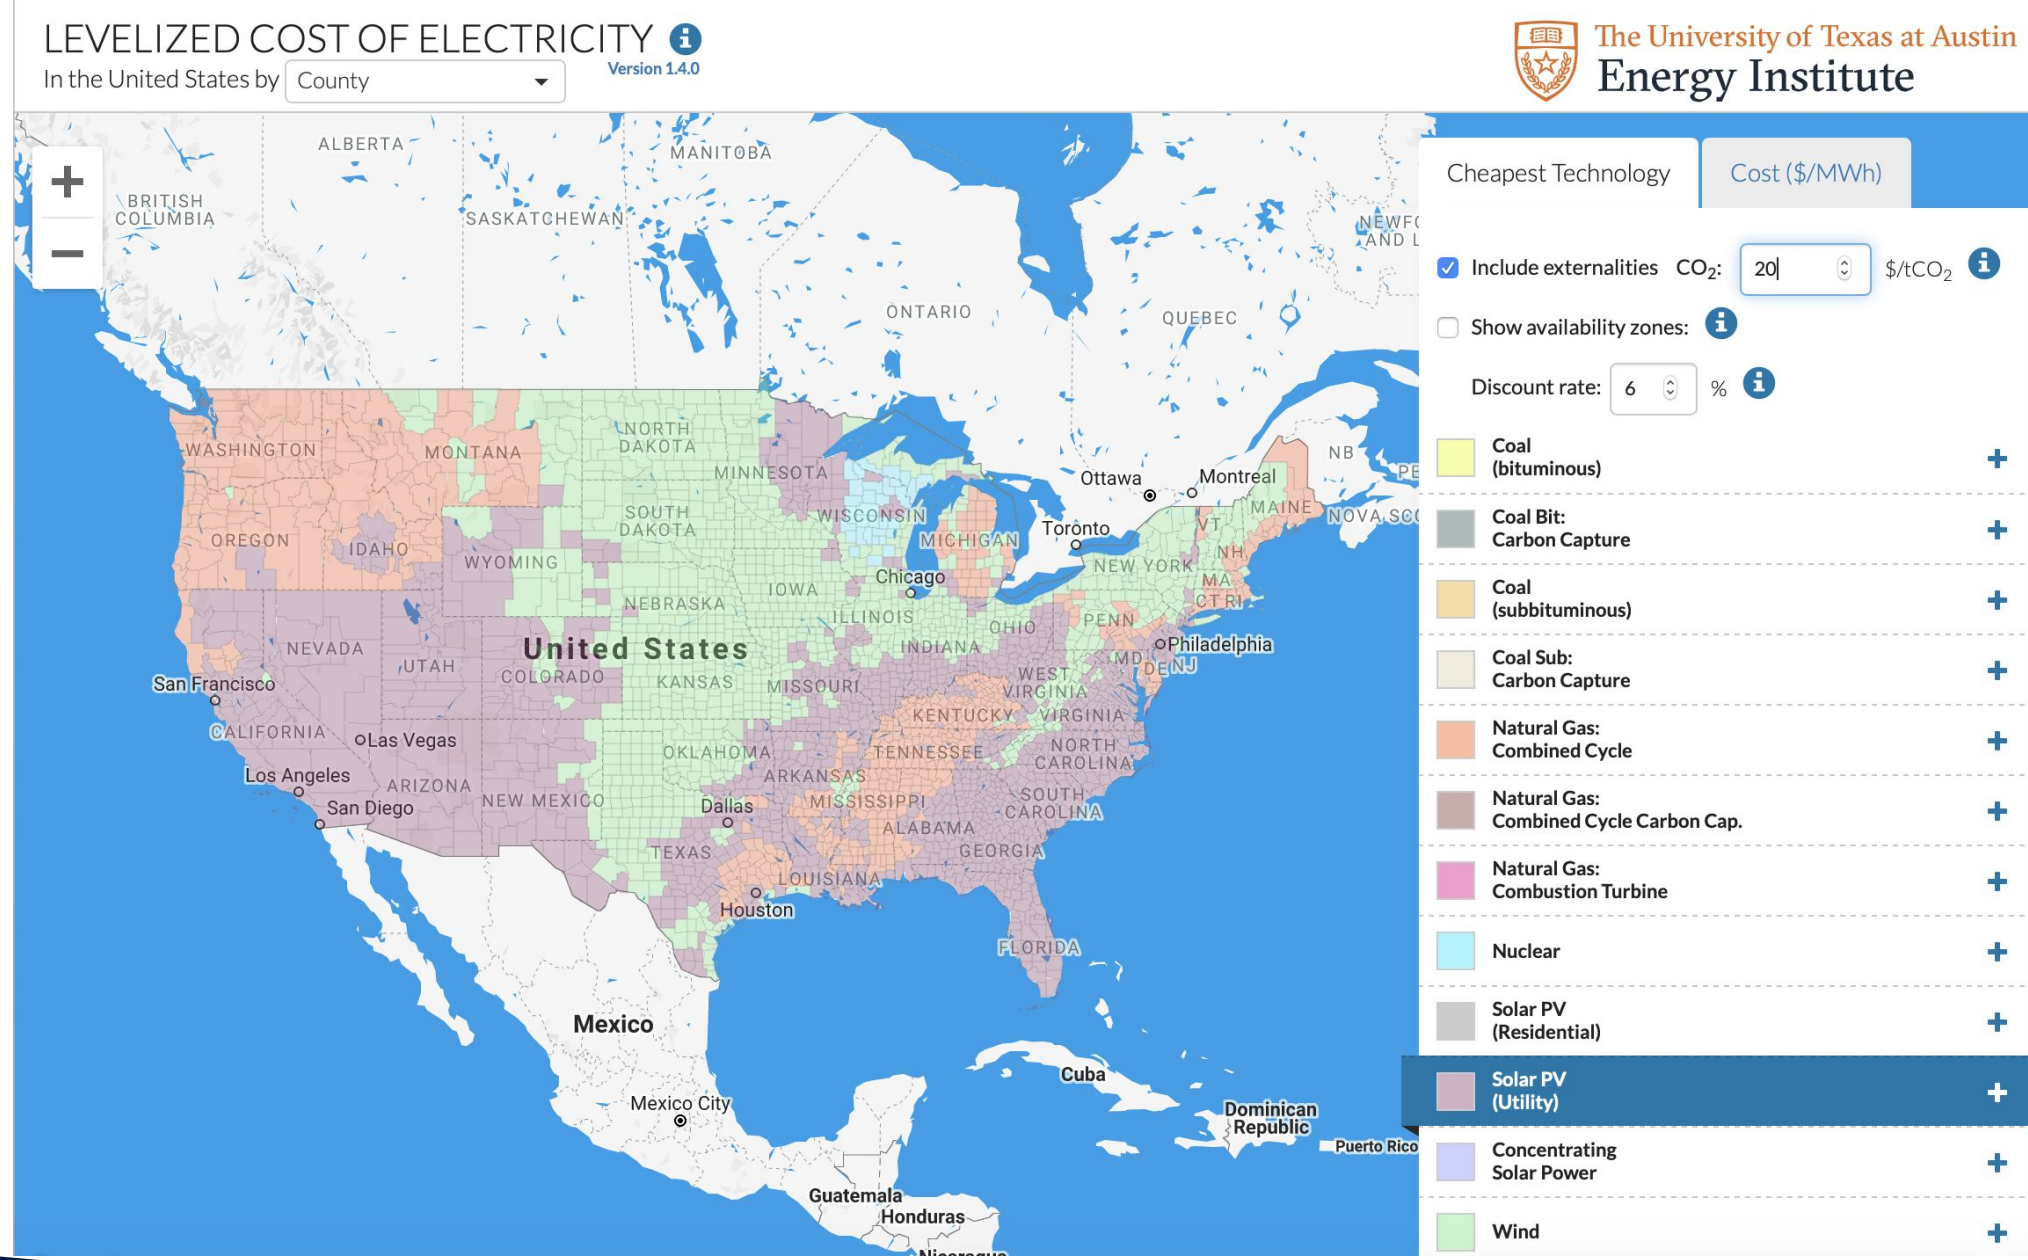 LEVELIZED COST OF ELECTRICITY
In the United States by County
Version 1.4.0
The University of Texas at Austin
Energy Institute
Cheapest Technology
Cost ($/MWh)
Include externalities CO₂: 20 $/tCO₂
Show availability zones:
Discount rate: 6 %
Coal
(bituminous)
Coal Bit:
Carbon Capture
Coal
(subbituminous)
Coal Sub:
Carbon Capture
Natural Gas:
Combined Cycle
Natural Gas:
Combined Cycle Carbon Cap.
Natural Gas:
Combustion Turbine
Nuclear
Solar PV
(Residential)
Solar PV
(Utility)
Concentrating
Solar Power
Wind
ALBERTA
MANITOBA
BRITISH
COLUMBIA
SASKATCHEWAN
NEWFO
AND L
ONTARIO
QUEBEC
WASHINGTON
MONTANA
NORTH
DAKOTA
MINNESOTA
Ottawa
Montreal
NB
PE
MAINE
NOVA SCO
OREGON
IDAHO
SOUTH
DAKOTA
WISCONSIN
MICHIGAN
Toronto
VT
NH
WYOMING
NEW YORK
Chicago
MA
CT RI
NEBRASKA
IOWA
ILLINOIS
INDIANA
OHIO
PENN
Philadelphia
NEVADA
UTAH
United States
COLORADO
KANSAS
MISSOURI
WEST
VIRGINIA
MD
DE
NJ
San Francisco
CALIFORNIA
Las Vegas
KENTUCKY
VIRGINIA
OKLAHOMA
TENNESSEE
NORTH
CAROLINA
Los Angeles
ARIZONA
NEW MEXICO
ARKANSAS
San Diego
Dallas
MISSISSIPPI
SOUTH
CAROLINA
ALABAMA
TEXAS
GEORGIA
LOUISIANA
Houston
FLORIDA
Mexico
Cuba
Mexico City
Dominican
Republic
Puerto Rico
Guatemala
Honduras
Nicaragua